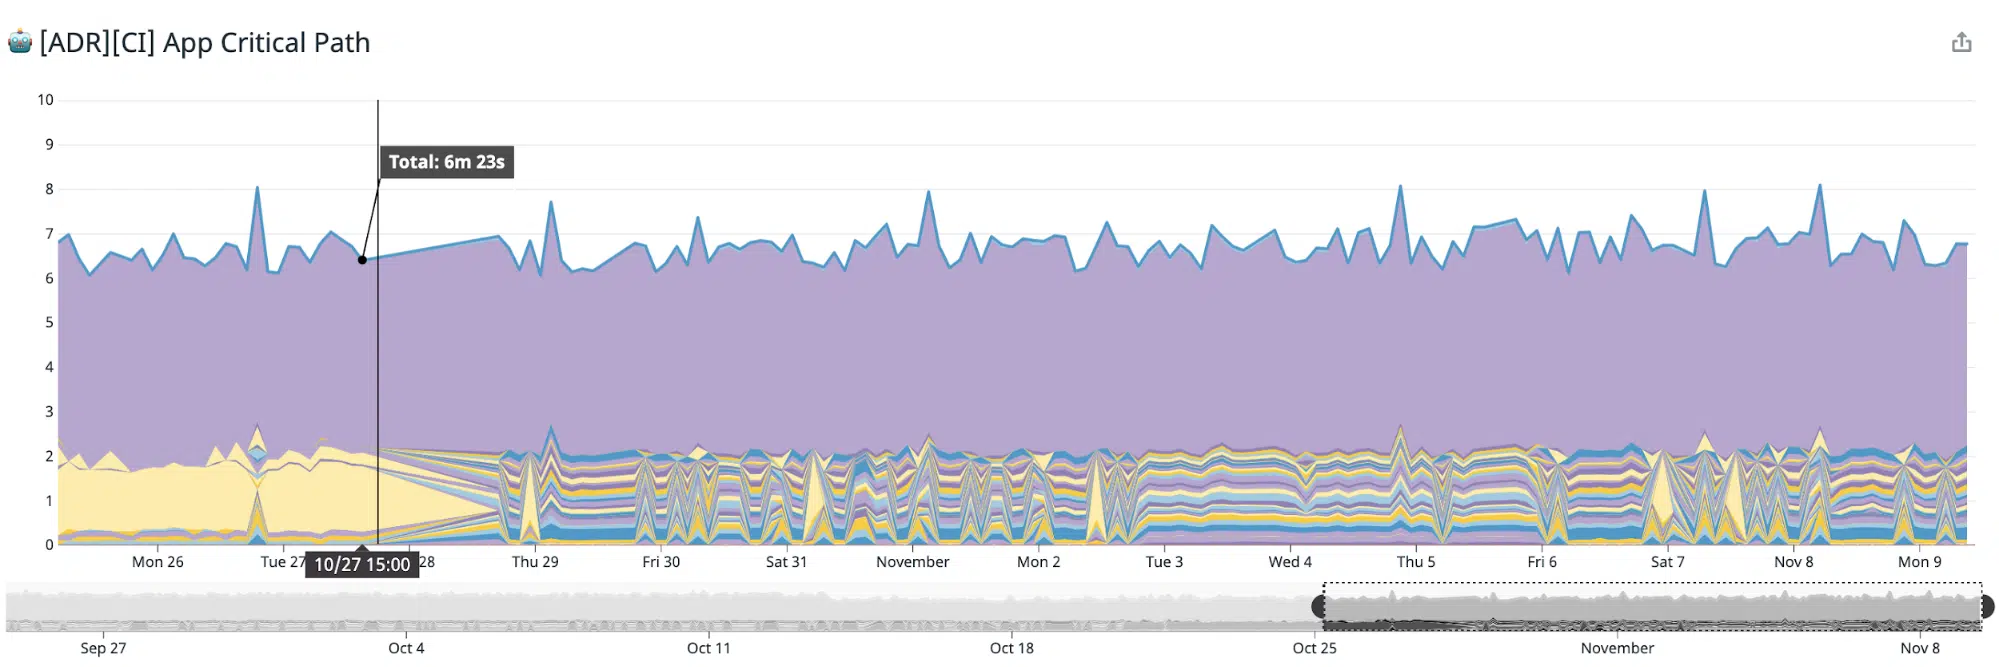 [ADR][CI] App Critical Path
10
9
8
7
6
5
4
3
2
1
0
Total: 6m 23s
Mon 26 Tue 27 10/27 15:00 28 Thu 29 Fri 30 Sat 31 November Mon 2 Tue 3 Wed 4 Thu 5 Fri 6 Sat 7 Nov 8 Mon 9
Sep 27 Oct 4 Oct 11 Oct 18 Oct 25 November Nov 8